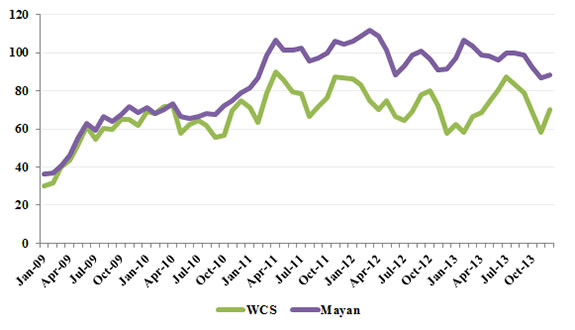 120
100
80
60
40
20
0
Jan-09
Apr-09
Jul-09
Oct-09
Jan-10
Apr-10
Jul-10
Oct-10
Jan-11
Apr-11
Jul-11
Oct-11
Jan-12
Apr-12
Jul-12
Oct-12
Jan-13
Apr-13
Jul-13
Oct-13
WCS
Mayan